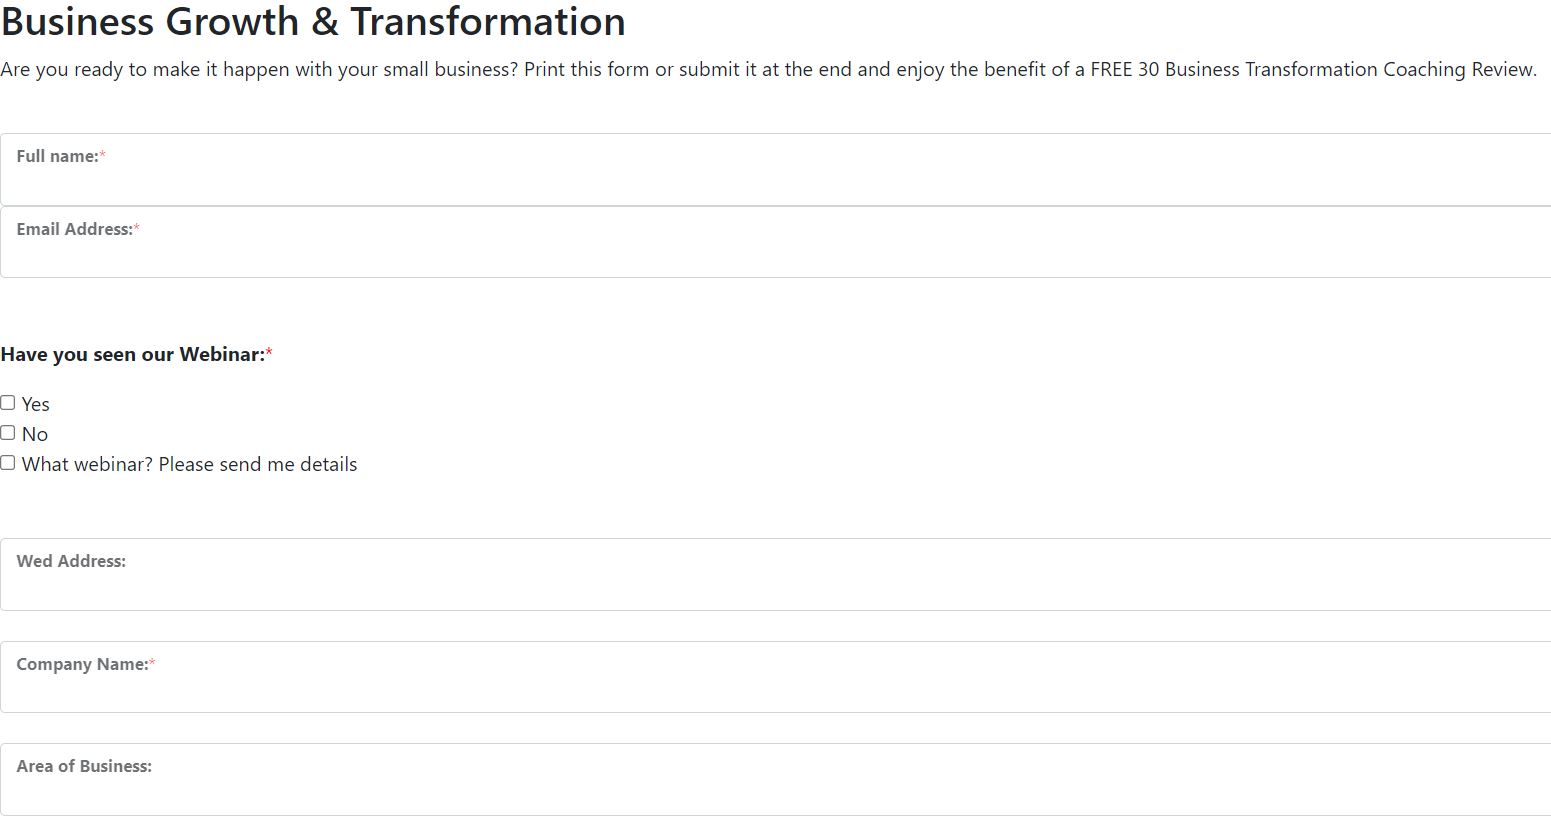 Business Growth & Transformation
Are you ready to make it happen with your small business? Print this form or submit it at the end and enjoy the benefit of a FREE 30 Business Transformation Coaching Review.
Full name:*
Email Address:*
Have you seen our Webinar:*
Yes
No
What webinar? Please send me details
Wed Address:
Company Name:*
Area of Business: